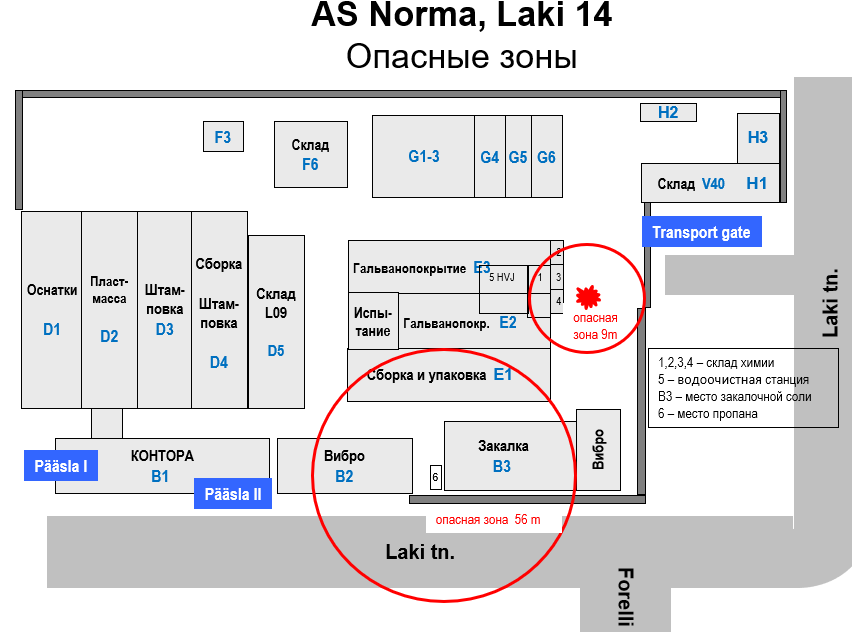 AS Norma, Laki 14
Опасные зоны
H2
F3
Склад
F6
G1-3
G4
G5
G6
H3
Склад V40 H1
Transport gate
Оснатки
D1
Пласт-
масса
D2
Штам-
повка
D3
Сборка
Штам-
повка
D4
Склад
L09
D5
Гальванопокрытие E3
5 HVJ
1
2
3
4
Испы-
тание
Гальванопокр. E2
Сборка и упаковка E1
опасная
зона 9m
Laki tn.
1,2,3,4 – склад химии
5 – водоочистная станция
B3 – место закалочной соли
6 – место пропана
КОНТОРА
B1
Pääsla I
Pääsla II
Вибро
B2
6
Закалка
B3
Вибро
опасная зона 56 m
Laki tn.
Forelli